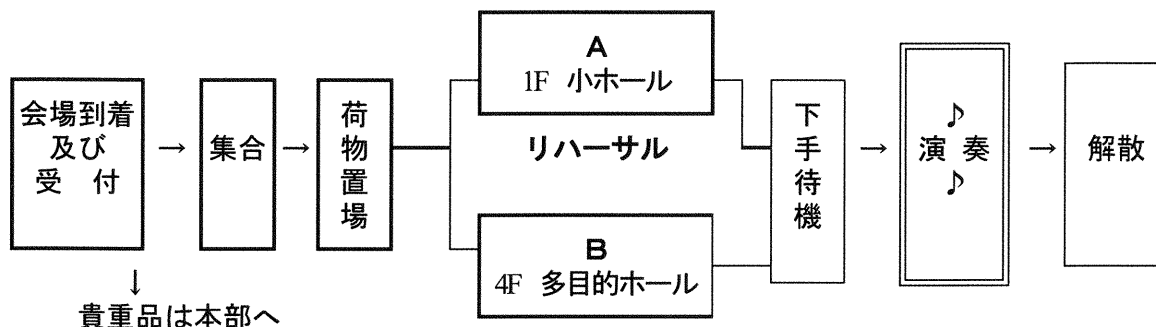 会場到着
及び
受　付
→
集合
→
荷物置場
A
1F 小ホール
リハーサル
B
4F 多目的ホール
下手待機
→
♪
演 奏
♪
→
解散
↓
貴重品は本部へ